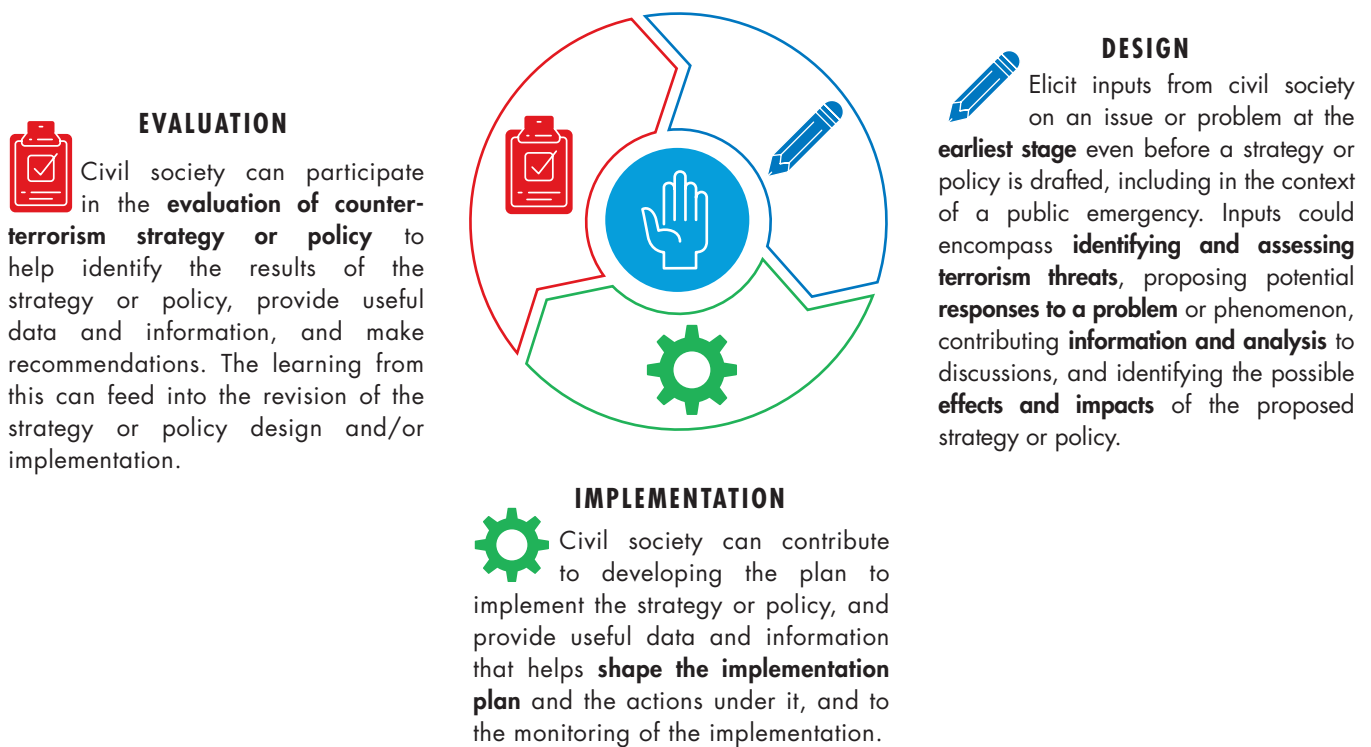 EVALUATION
Civil society can participate
in the evaluation of counter-
terrorism strategy or policy to
help identify the results of the
strategy or policy, provide useful
data and information, and make
recommendations. The learning from
this can feed into the revision of the
strategy or policy design and/or
implementation.
DESIGN
Elicit inputs from civil society
on an issue or problem at the
earliest stage even before a strategy or
policy is drafted, including in the context
of a public emergency. Inputs could
encompass identifying and assessing
terrorism threats, proposing potential
responses to a problem or phenomenon,
contributing information and analysis to
discussions, and identifying the possible
effects and impacts of the proposed
strategy or policy.
IMPLEMENTATION
Civil society can contribute
to developing the plan to
implement the strategy or policy, and
provide useful data and information
that helps shape the implementation
plan and the actions under it, and to
the monitoring of the implementation.